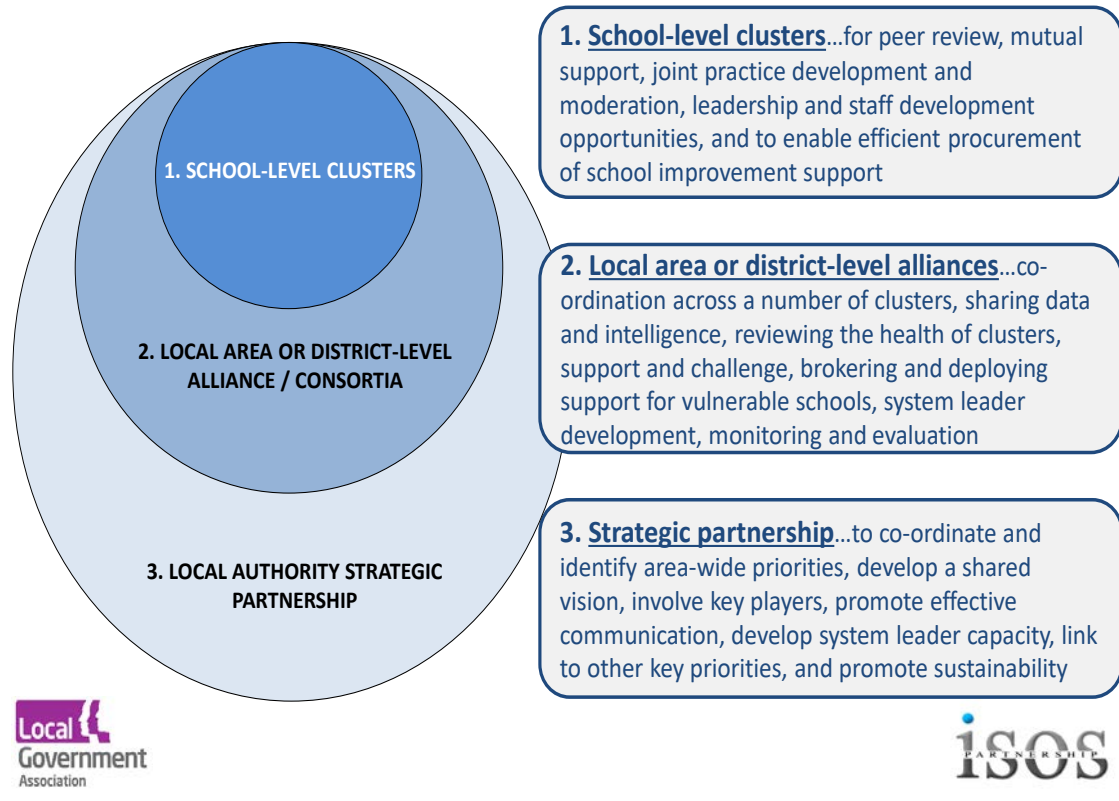 1. SCHOOL-LEVEL CLUSTERS
2. LOCAL AREA OR DISTRICT-LEVEL
ALLIANCE / CONSORTIA
3. LOCAL AUTHORITY STRATEGIC
PARTNERSHIP
1. School-level clusters...for peer review, mutual
support, joint practice development and
moderation, leadership and staff development
opportunities, and to enable efficient procurement
of school improvement support
2. Local area or district-level alliances...co-
ordination across a number of clusters, sharing data
and intelligence, reviewing the health of clusters,
support and challenge, brokering and deploying
support for vulnerable schools, system leader
development, monitoring and evaluation
3. Strategic partnership...to co-ordinate and
identify area-wide priorities, develop a shared
vision, involve key players, promote effective
communication, develop system leader capacity, link
to other key priorities, and promote sustainability
Local
Government
Association
isos
PARTNERSHIP